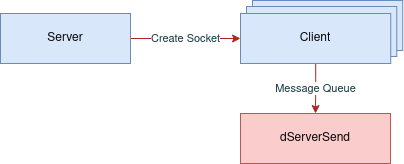 Server
Create Socket
Client
Message Queue
dServerSend